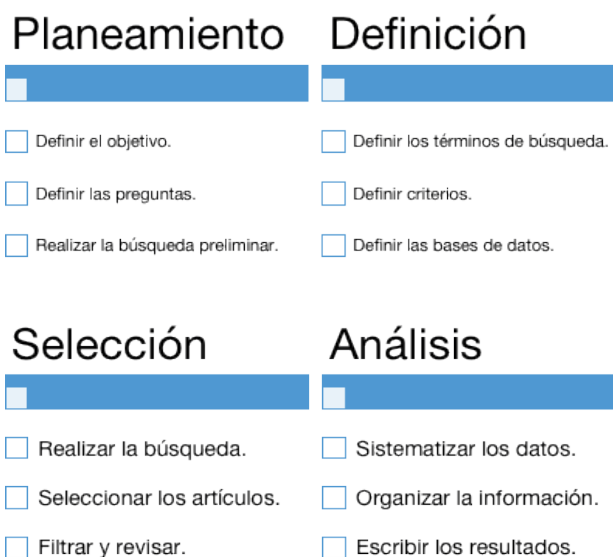 Planeamiento
Definir el objetivo.
Definir las preguntas.
Realizar la búsqueda preliminar.
Definición
Definir los términos de búsqueda.
Definir criterios.
Definir las bases de datos.
Selección
Realizar la búsqueda.
Seleccionar los artículos.
Filtrar y revisar.
Análisis
Sistematizar los datos.
Organizar la información.
Escribir los resultados.